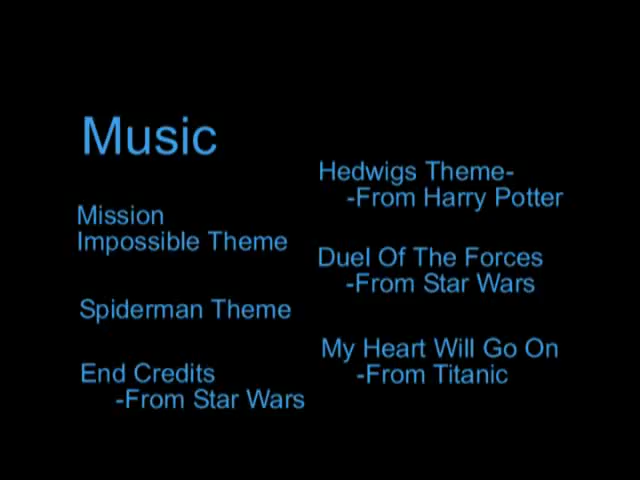 Music
Mission
Impossible Theme
Spiderman Theme
End Credits
-From Star Wars
Hedwigs Theme-
-From Harry Potter
Duel Of The Forces
-From Star Wars
My Heart Will Go On
-From Titanic